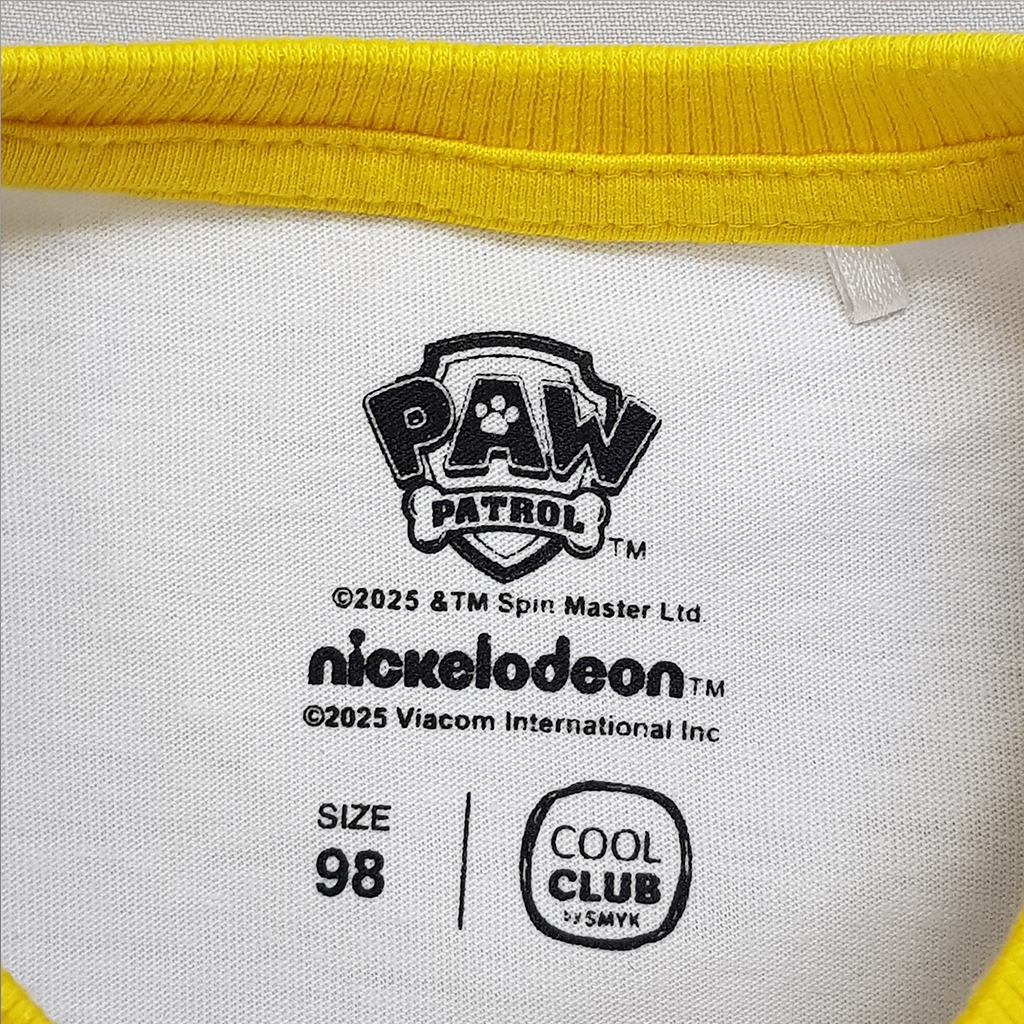 PAW
PATROL
TM
©2025 &TM Spin Master Ltd.
nickelodeon TM
©2025 Viacom International Inc
SIZE
98
COOL
CLUB
by SMYK